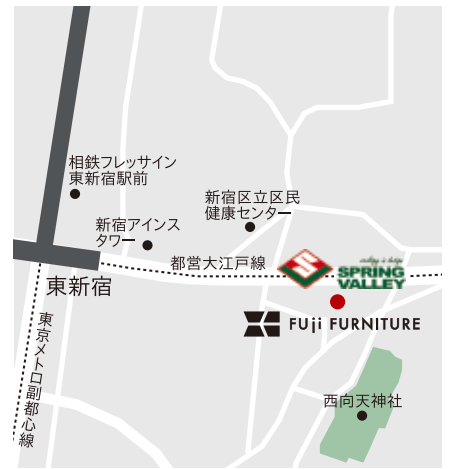 相鉄フレッサイン
東新宿駅前
新宿区立区民
健康センター
新宿アインス
タワー
都営大江戸線
SPRING
VALLEY
東新宿
FUji FURNITURE
東京メトロ副都心線
西向天神社